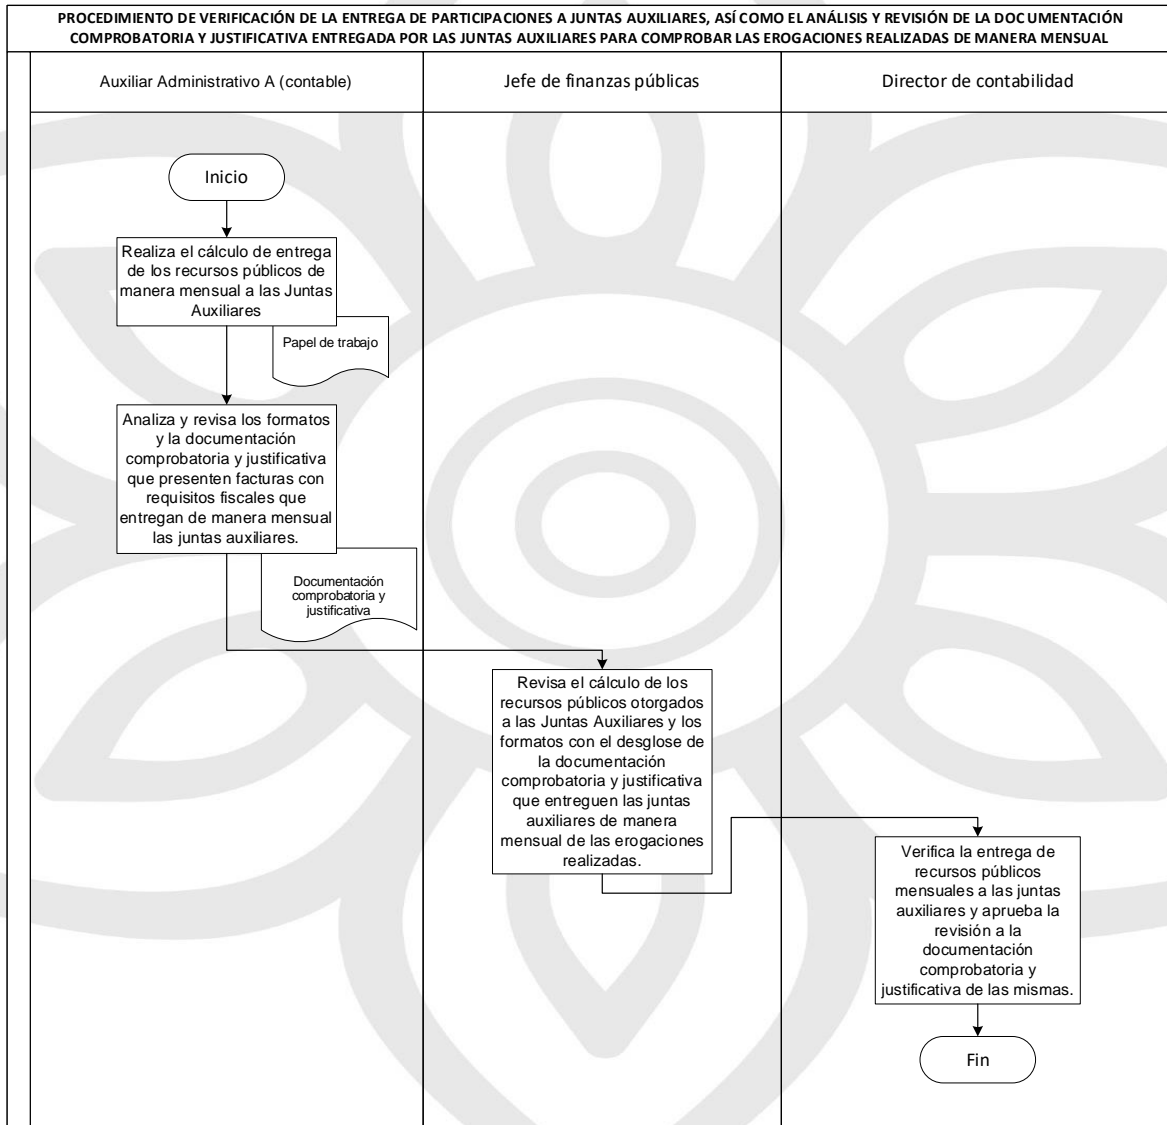 PROCEDIMIENTO DE VERIFICACIÓN DE LA ENTREGA DE PARTICIPACIONES A JUNTAS AUXILIARES, ASÍ COMO EL ANÁLISIS Y REVISIÓN DE LA DOCUMENTACIÓN
COMPROBATORIA Y JUSTIFICATIVA ENTREGADA POR LAS JUNTAS AUXILIARES PARA COMPROBAR LAS EROGACIONES REALIZADAS DE MANERA MENSUAL
Auxiliar Administrativo A (contable)
Jefe de finanzas públicas
Director de contabilidad
Inicio
Realiza el cálculo de entrega
de los recursos públicos de
manera mensual a las Juntas
Auxiliares
Papel de trabajo
Analiza y revisa los formatos
y la documentación
comprobatoria y justificativa
que presenten facturas con
requisitos fiscales que
entregan de manera mensual
las juntas auxiliares.
Documentación
comprobatoria y
justificativa
Revisa el cálculo de los
recursos públicos otorgados
a las Juntas Auxiliares y los
formatos con el desglose de
la documentación
comprobatoria y justificativa
que entreguen las juntas
auxiliares de manera
mensual de las erogaciones
realizadas.
Verifica la entrega de
recursos públicos
mensuales a las juntas
auxiliares y aprueba la
revisión a la
documentación
comprobatoria y
justificativa de las mismas.
Fin